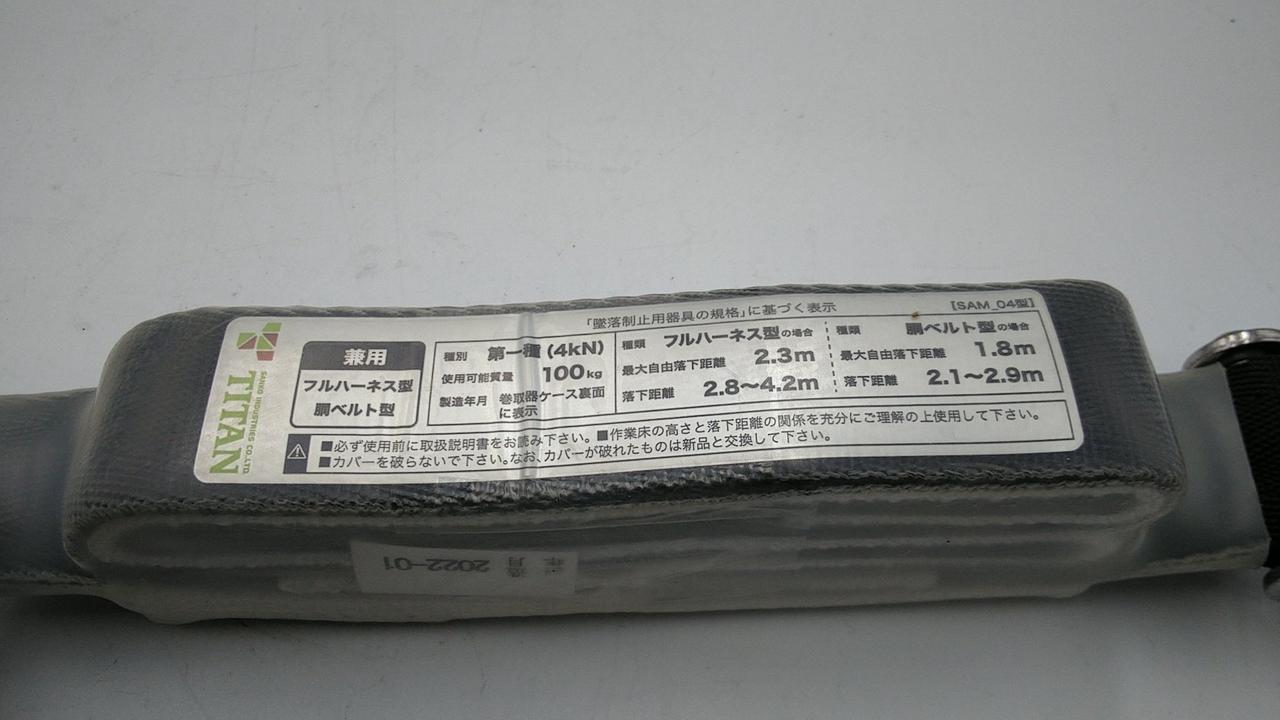 「墜落制止用器具の規格」に基づく表示
[SAM_04型]
SANKO INDUSTRIES CO.,LTD.
TITAN
兼用
フルハーネス型
胴ベルト型
種別 第一種 (4kN)
使用可能質量 100kg
製造年月 巻取器ケース裏面
に表示
種類 フルハーネス型の場合
最大自由落下距離 2.3m
落下距離 2.8~4.2m
種類 胴ベルト型の場合
最大自由落下距離 1.8m
落下距離 2.1~2.9m
■必ず使用前に取扱説明書をお読み下さい。■作業床の高さと落下距離の関係を充分にご理解の上使用して下さい。
■カバーを破らないで下さい。なお、カバーが破れたものは新品と交換して下さい。
造
年月 2022-01